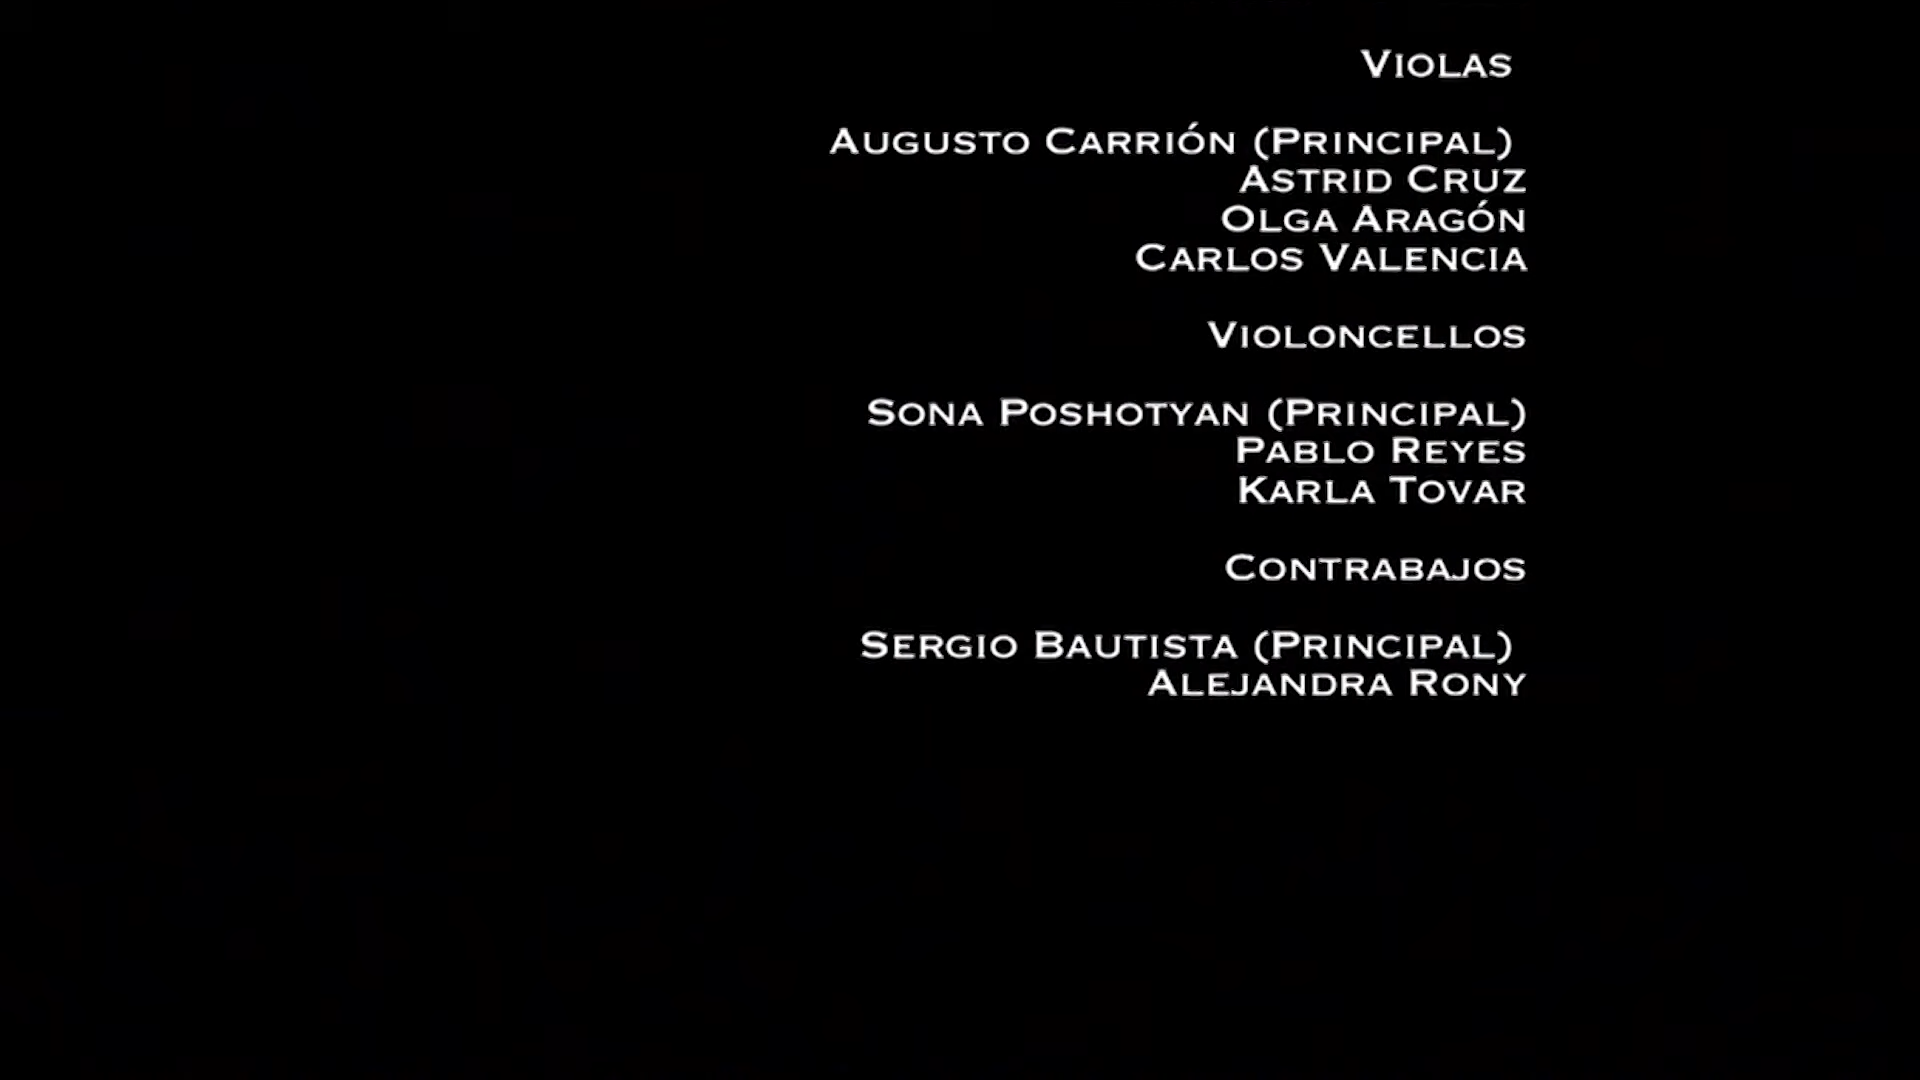 Violas
Augusto Carrión (Principal)
Astrid Cruz
Olga Aragón
Carlos Valencia
Violoncellos
Sona Poshotyan (Principal)
Pablo Reyes
Karla Tovar
Contrabajos
Sergio Bautista (Principal)
Alejandra Rony